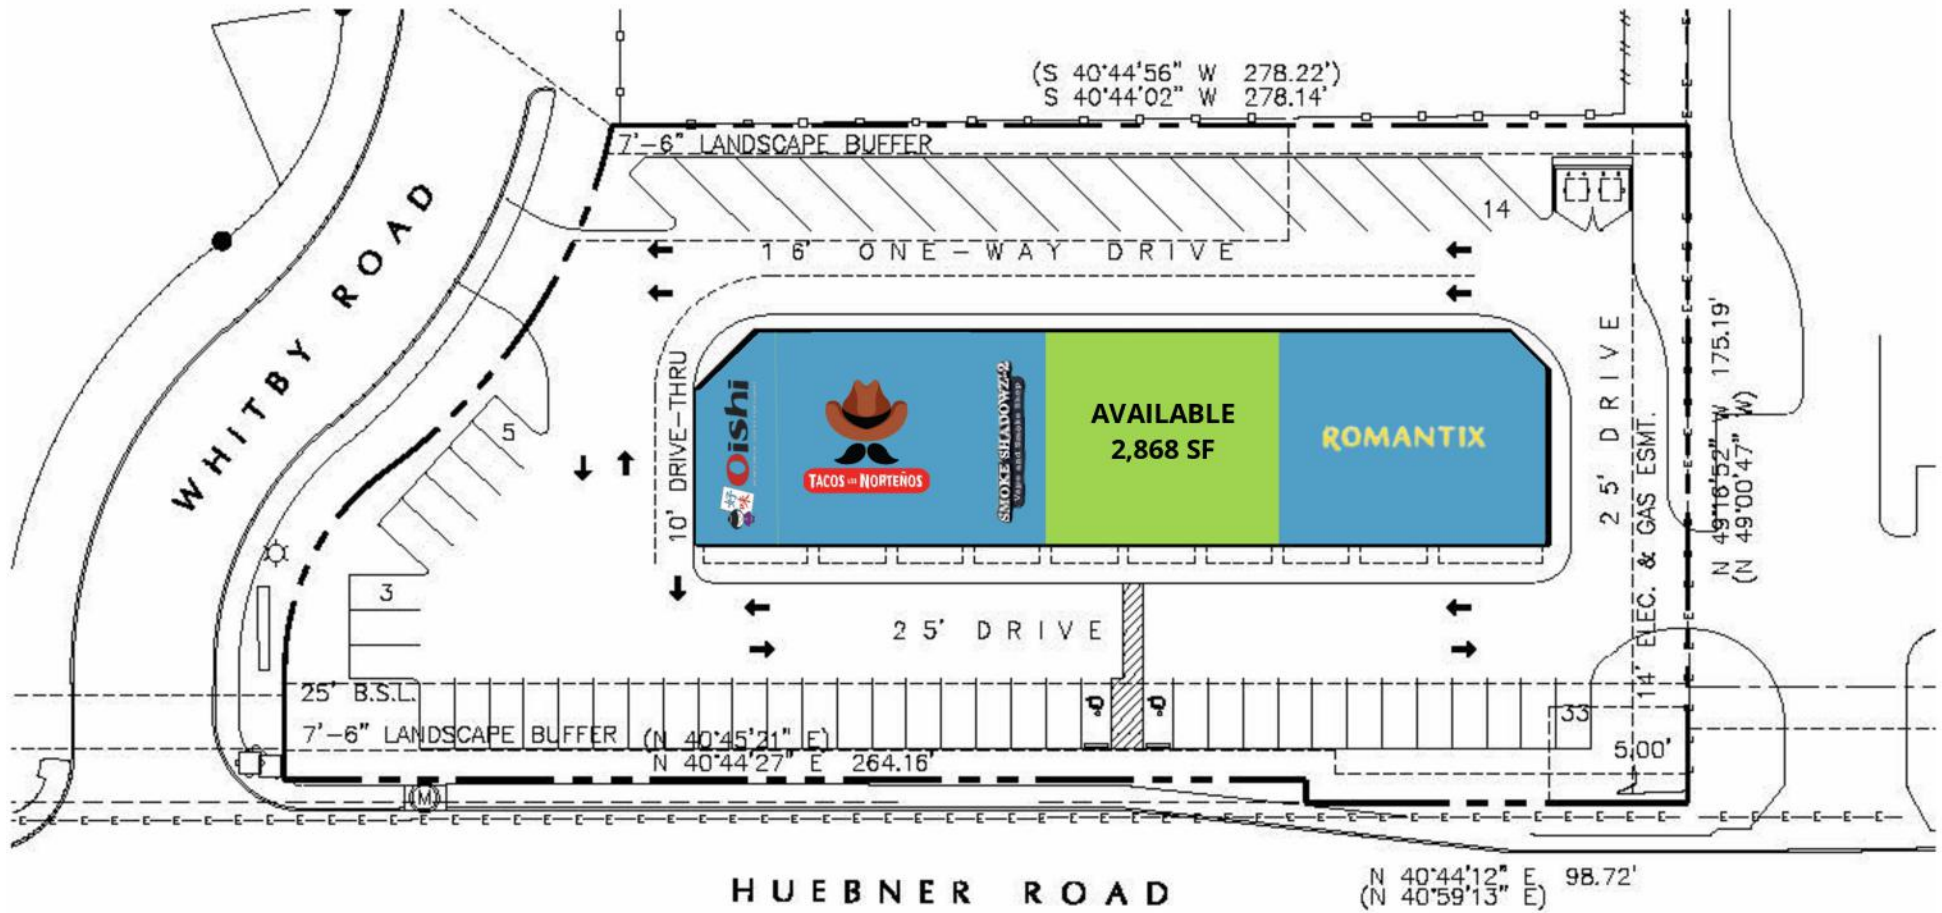 (S 40°44'56" W 278.22')
S 40°44'02" W 278.14'
7'-6" LANDSCAPE BUFFER
14
16' ONE-WAY DRIVE
WHITBY ROAD
5
3
10' DRIVE-THRU
Oishi
好味
TACOS LOS NORTEÑOS
SMOKE SHADOWZ 2
Vape and Smoke Shop
AVAILABLE
2,868 SF
ROMANTIX
25' DRIVE
14' ELEC. & GAS ESMT.
N 49°16'52" W 175.19'
(N 49°00'47" W)
25' DRIVE
25' B.S.L.
7'-6" LANDSCAPE BUFFER
(N 40°45'21" E)
N 40°44'27" E 264.16'
33
5.00'
M
E E E E E E E E E E E E E E E E E E E E E E E E E E E E E E
HUEBNER ROAD
N 40°44'12" E 98.72'
(N 40°59'13" E)